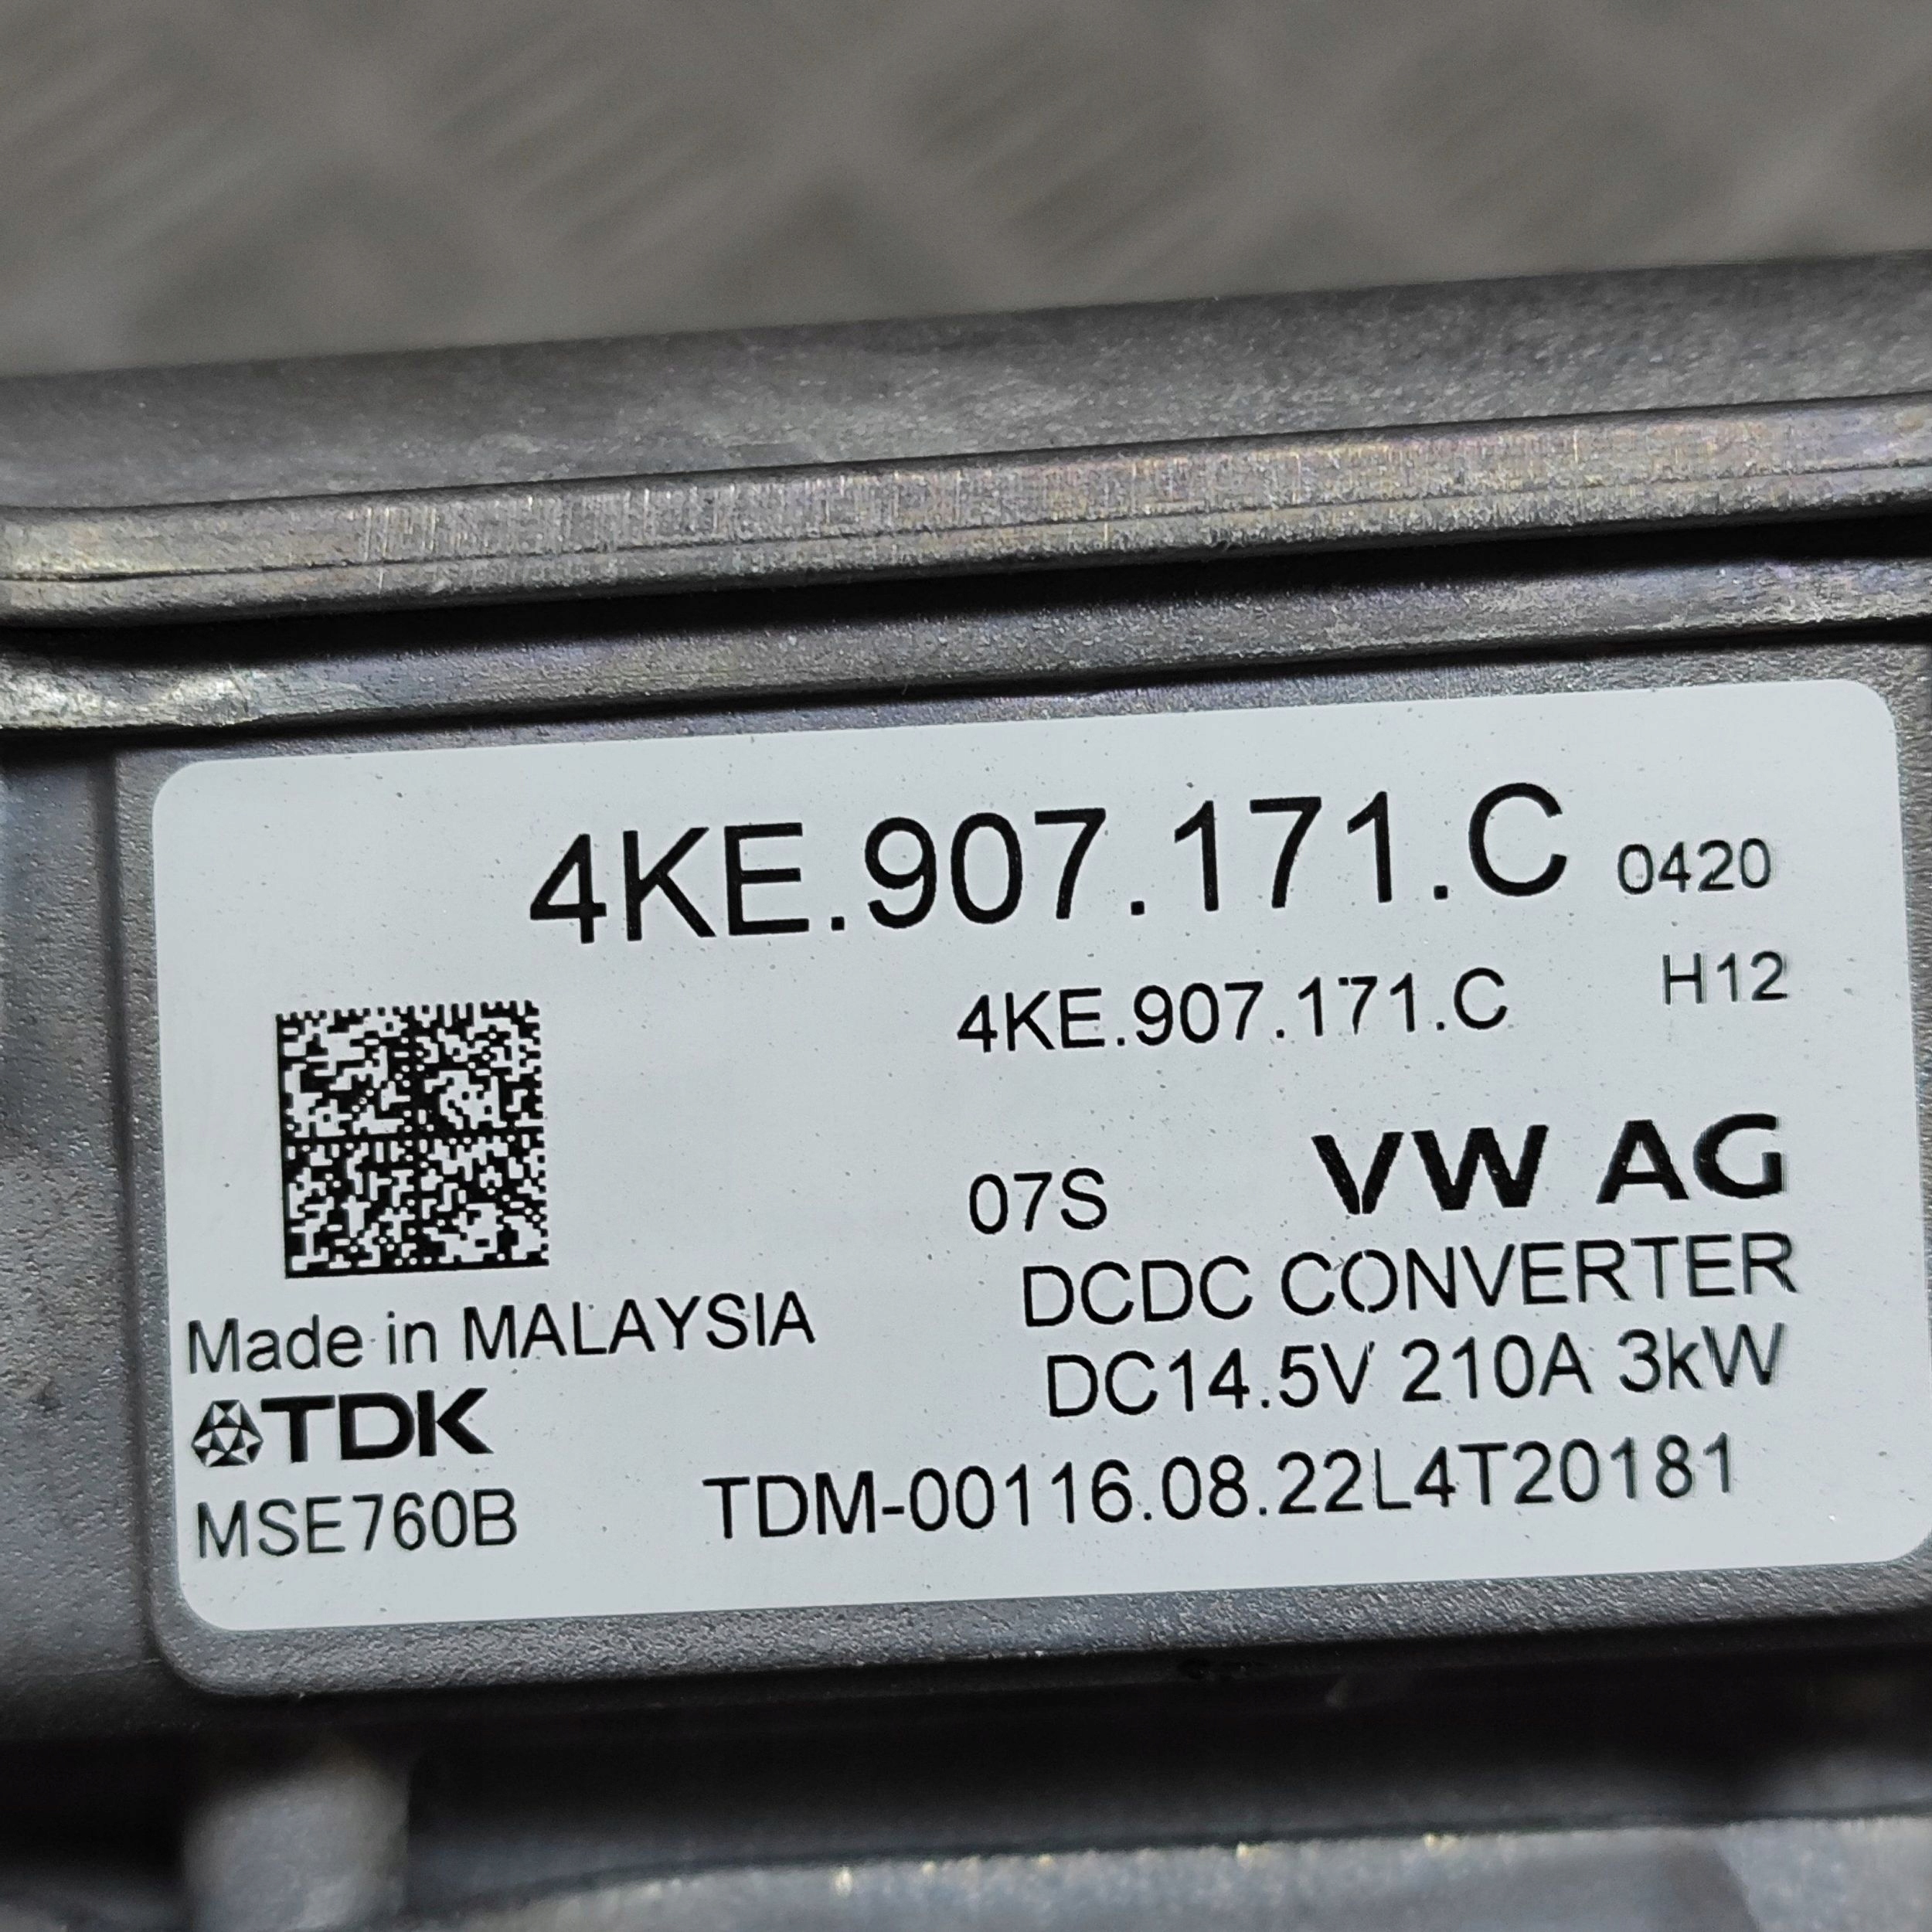 4KE.907.171.C 0420
4KE.907.171.C H12
07S VW AG
DCDC CONVERTER
Made in MALAYSIA
DC14.5V 210A 3kW
TDK
MSE760B TDM-00116.08.22L4T20181